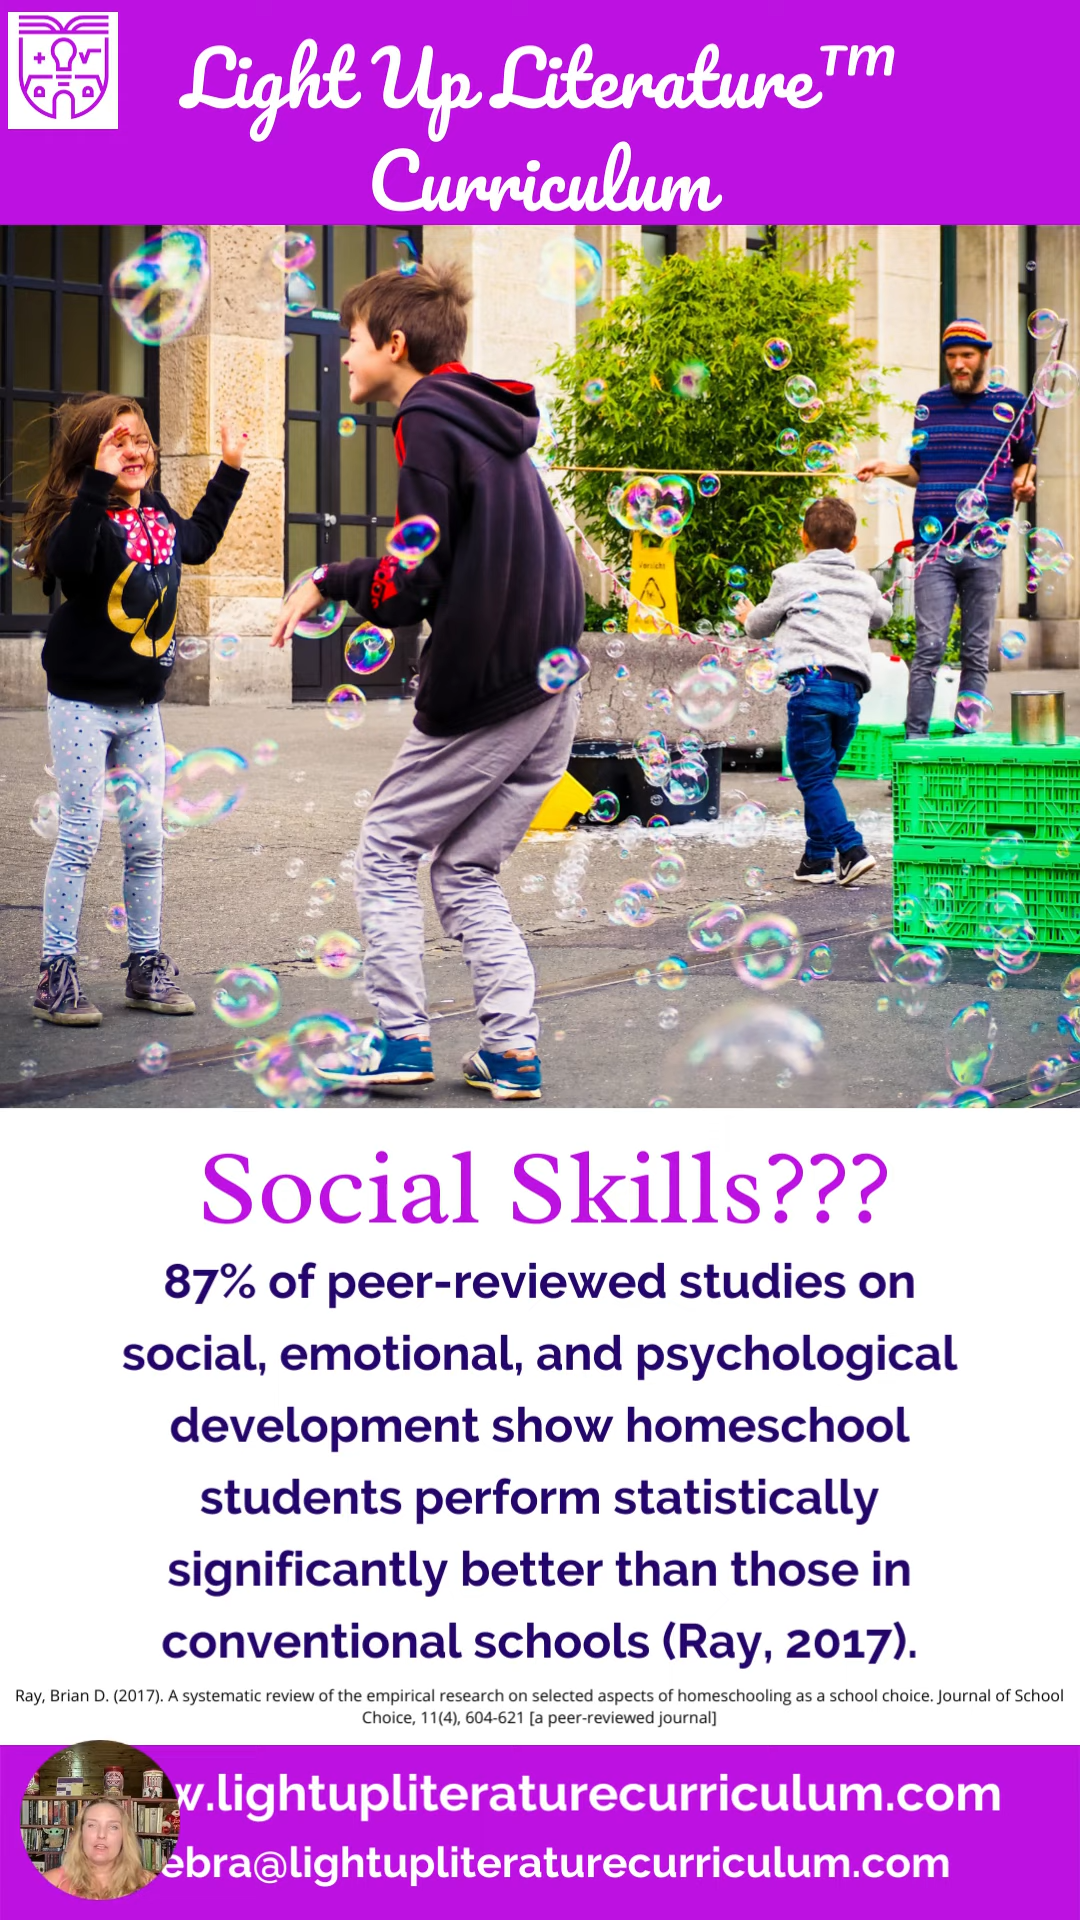 Light Up Literature™
Curriculum
Vorsicht
Social Skills???
87% of peer-reviewed studies on
social, emotional, and psychological
development show homeschool
students perform statistically
significantly better than those in
conventional schools (Ray, 2017).
Ray, Brian D. (2017). A systematic review of the empirical research on selected aspects of homeschooling as a school choice. Journal of School
Choice, 11(4), 604-621 [a peer-reviewed journal]
w.lightupliteraturecurriculum.com
ebra@lightupliteraturecurriculum.com